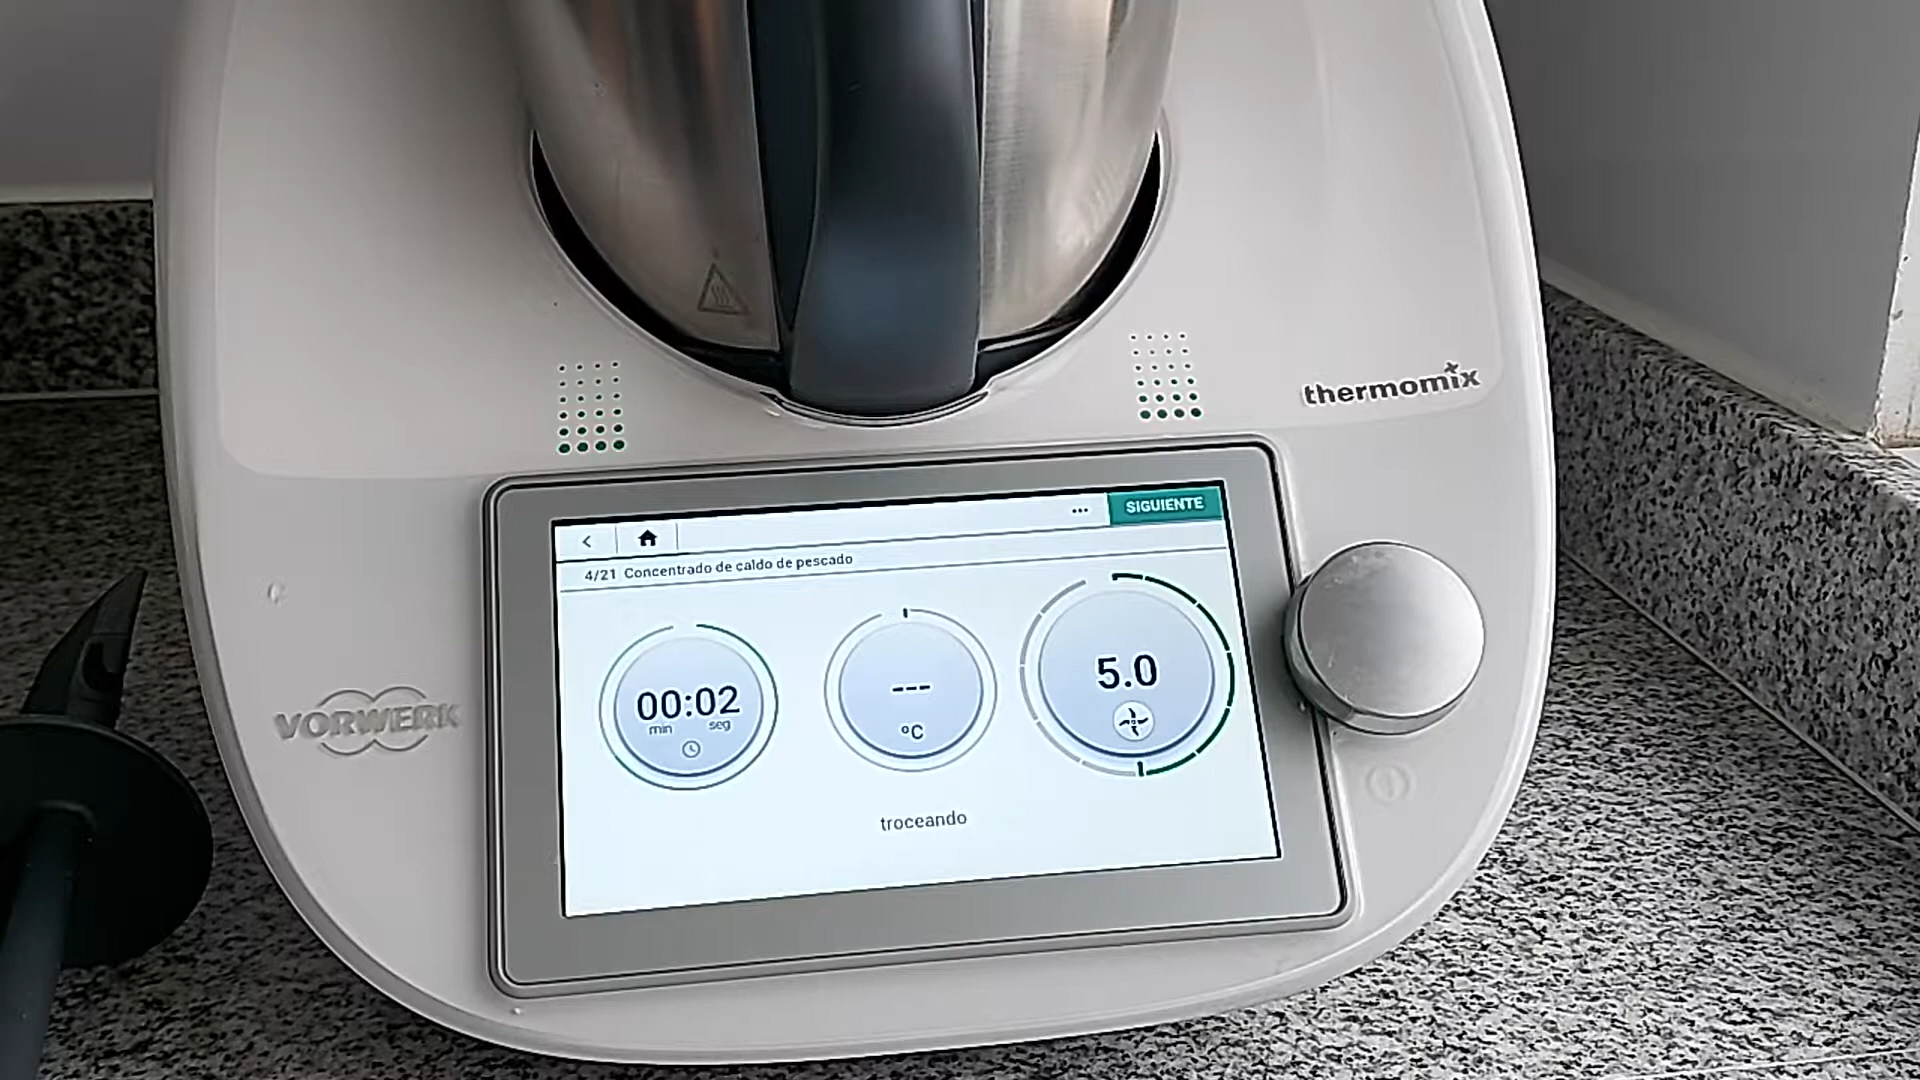 thermomix
SIGUIENTE
4/21 Concentrado de caldo de pescado
00:02
min seg
---
°C
5.0
troceando
VORWERK